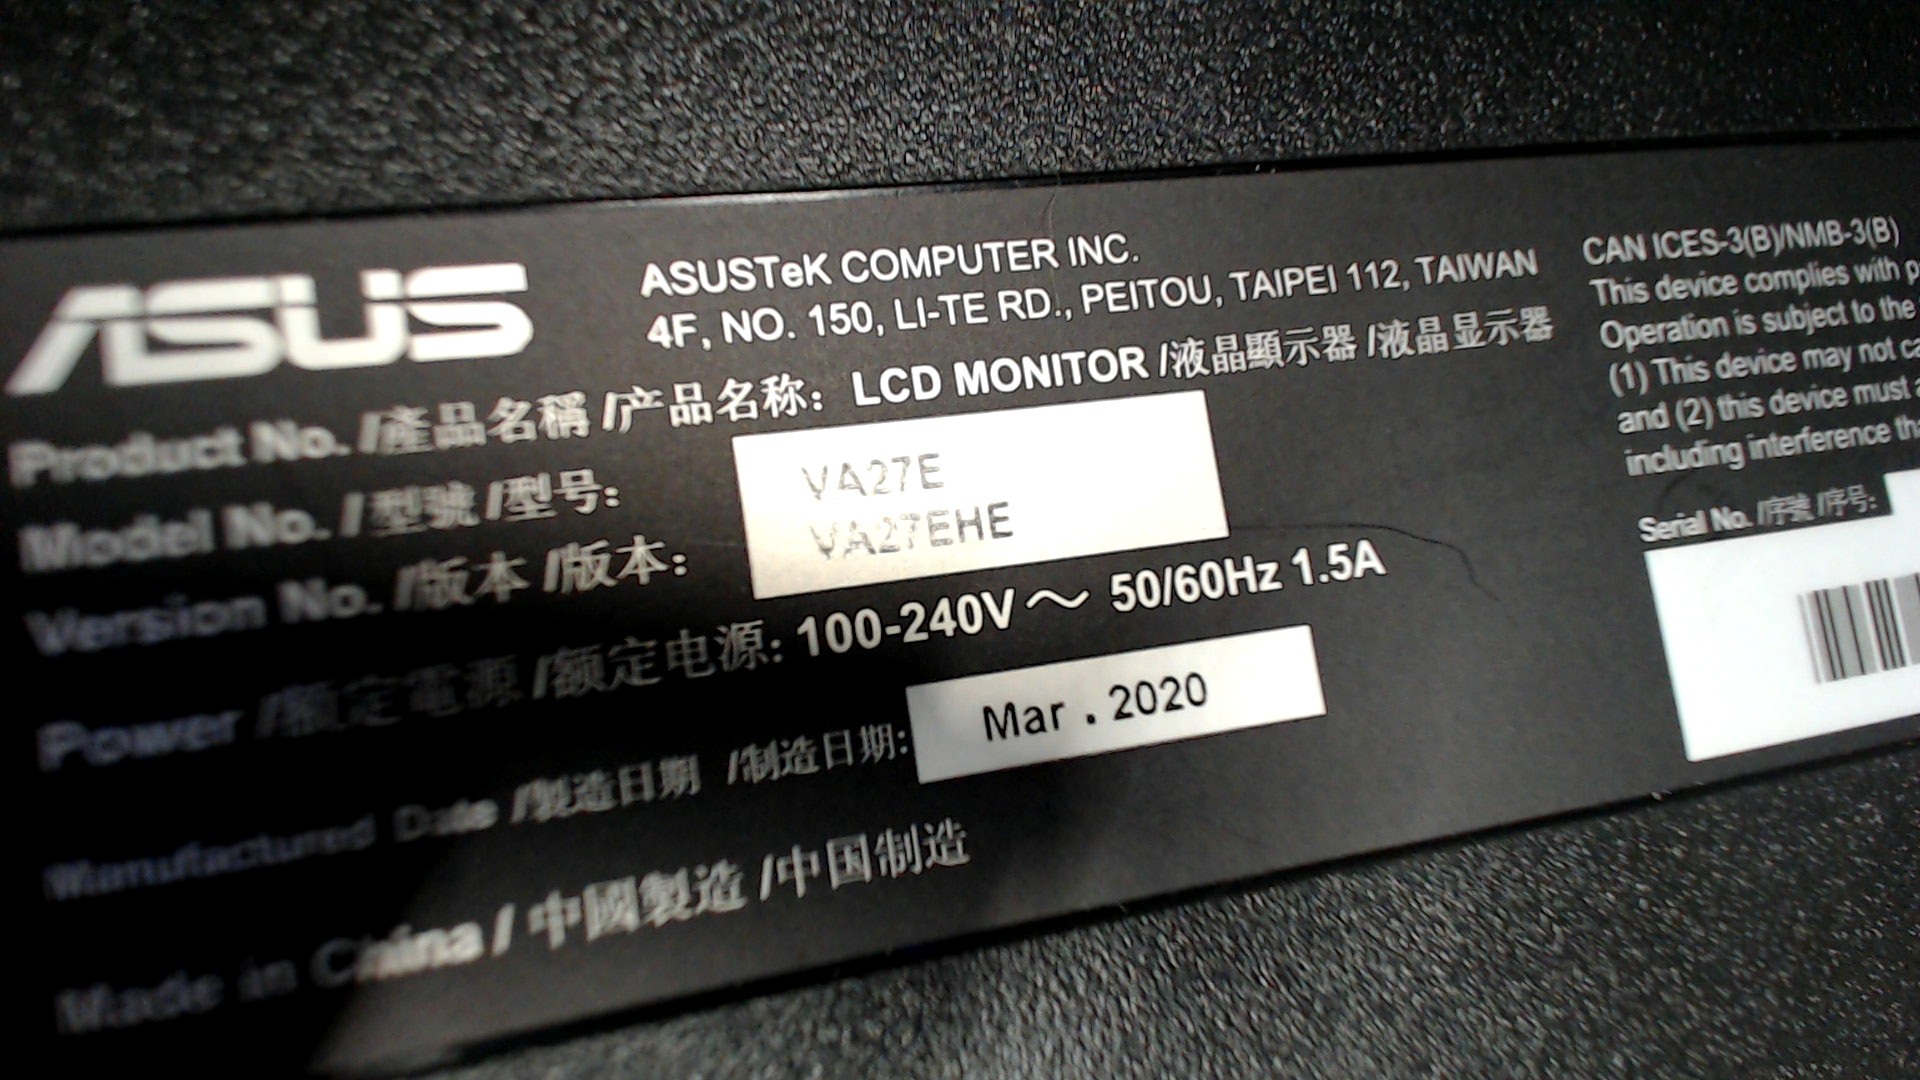 ASUS
ASUSTeK COMPUTER INC.
4F, NO. 150, LI-TE RD., PEITOU, TAIPEI 112, TAIWAN
Product No. /產品名稱 /产品名称: LCD MONITOR /液晶顯示器 /液晶显示器
Model No. / 型號 /型号: VA27E
Version No. /版本 /版本: VA27EHE
Power /額定電源 /额定电源: 100-240V～ 50/60Hz 1.5A
Manufactured Date /製造日期 /制造日期: Mar . 2020
Made in China / 中國製造 /中国制造
CAN ICES-3(B)/NMB-3(B)
This device complies with
Operation is subject to the
(1) This device may not
and (2) this device must
including interference
Serial No. /序號 /序号: